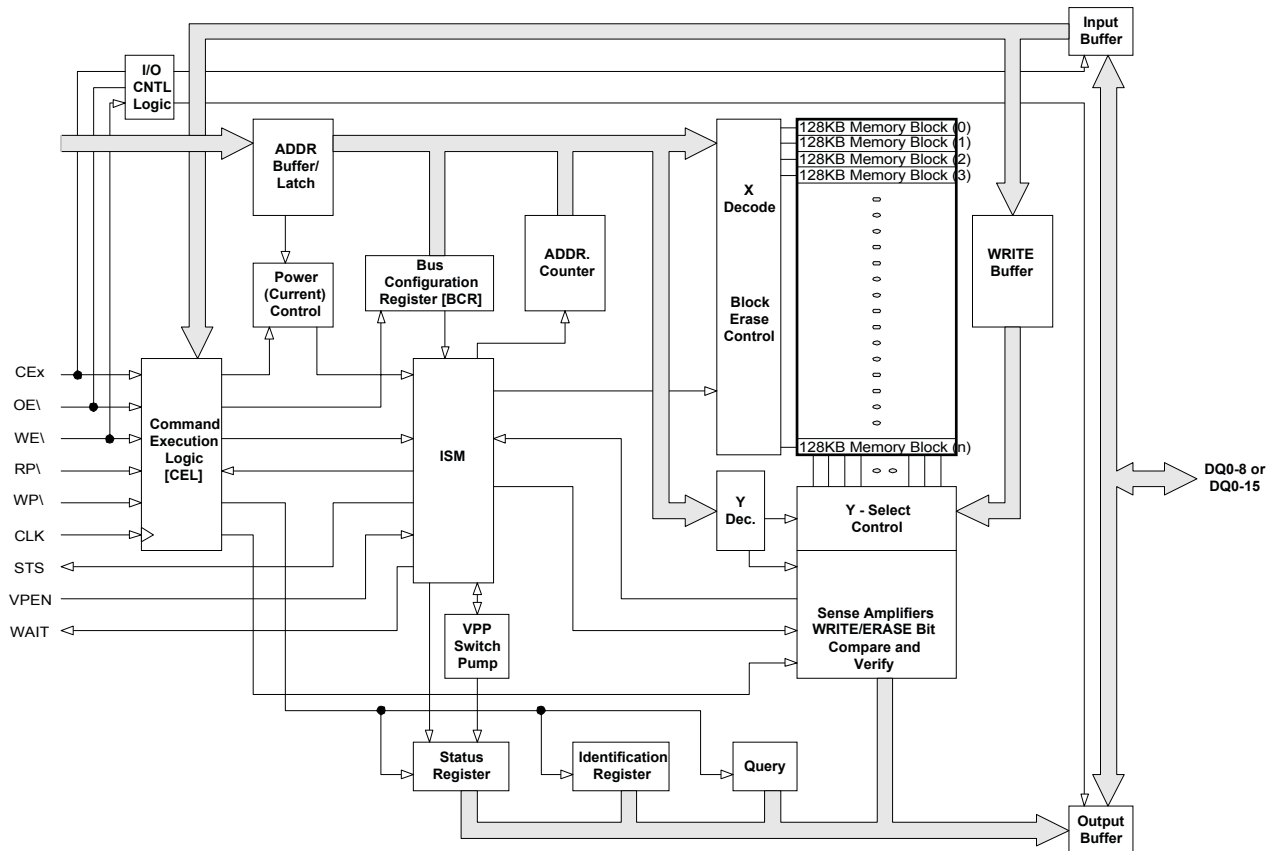 Input
Buffer
I/O
CNTL
Logic
ADDR
Buffer/
Latch
128KB Memory Block (0)
128KB Memory Block (1)
128KB Memory Block (2)
128KB Memory Block (3)
X
Decode
Block
Erase
Control
WRITE
Buffer
ADDR.
Counter
Power
(Current)
Control
Bus
Configuration
Register [BCR]
CEx
OE\
WE\
RP\
WP\
CLK
STS
VPEN
WAIT
Command
Execution
Logic
[CEL]
ISM
128KB Memory Block (n)
Y
Dec.
Y - Select
Control
DQ0-8 or
DQ0-15
Sense Amplifiers
WRITE/ERASE Bit
Compare and
Verify
VPP
Switch
Pump
Status
Register
Identification
Register
Query
Output
Buffer